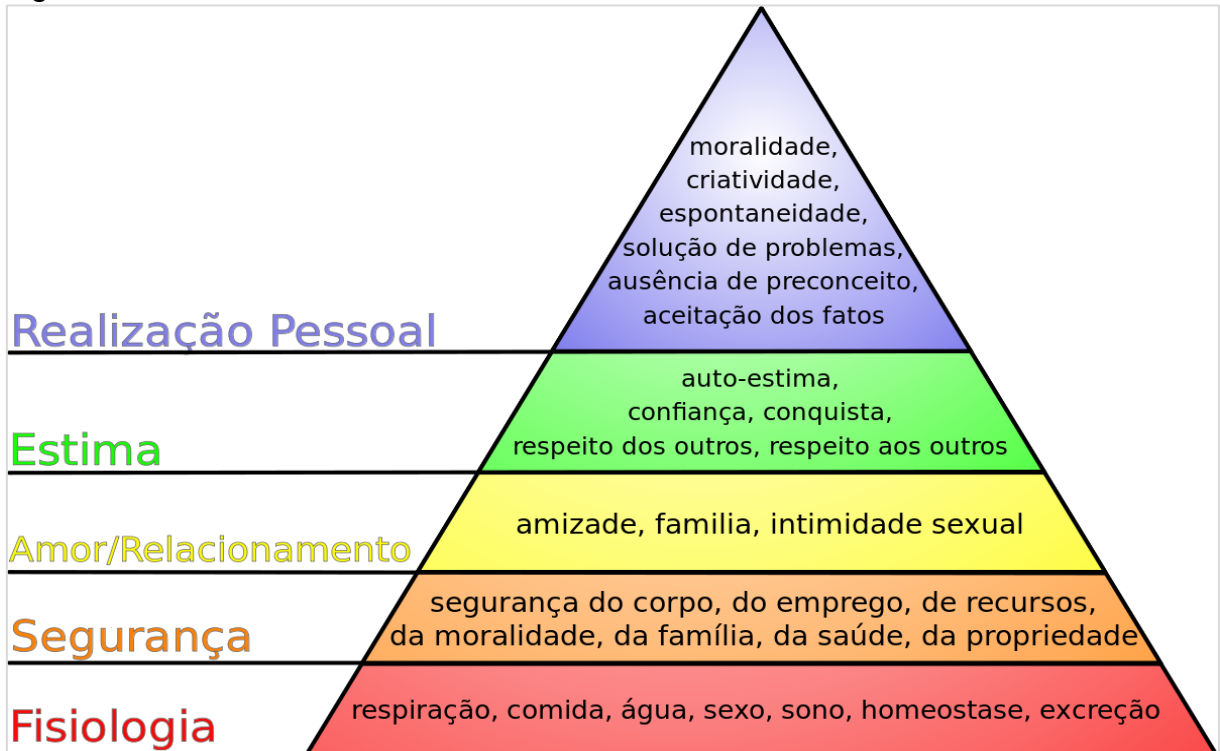 moralidade,
criatividade,
espontaneidade,
solução de problemas,
ausência de preconceito,
aceitação dos fatos
Realização Pessoal
auto-estima,
confiança, conquista,
respeito dos outros, respeito aos outros
Estima
amizade, familia, intimidade sexual
Amor/Relacionamento
segurança do corpo, do emprego, de recursos,
da moralidade, da família, da saúde, da propriedade
Segurança
respiração, comida, água, sexo, sono, homeostase, excreção
Fisiologia